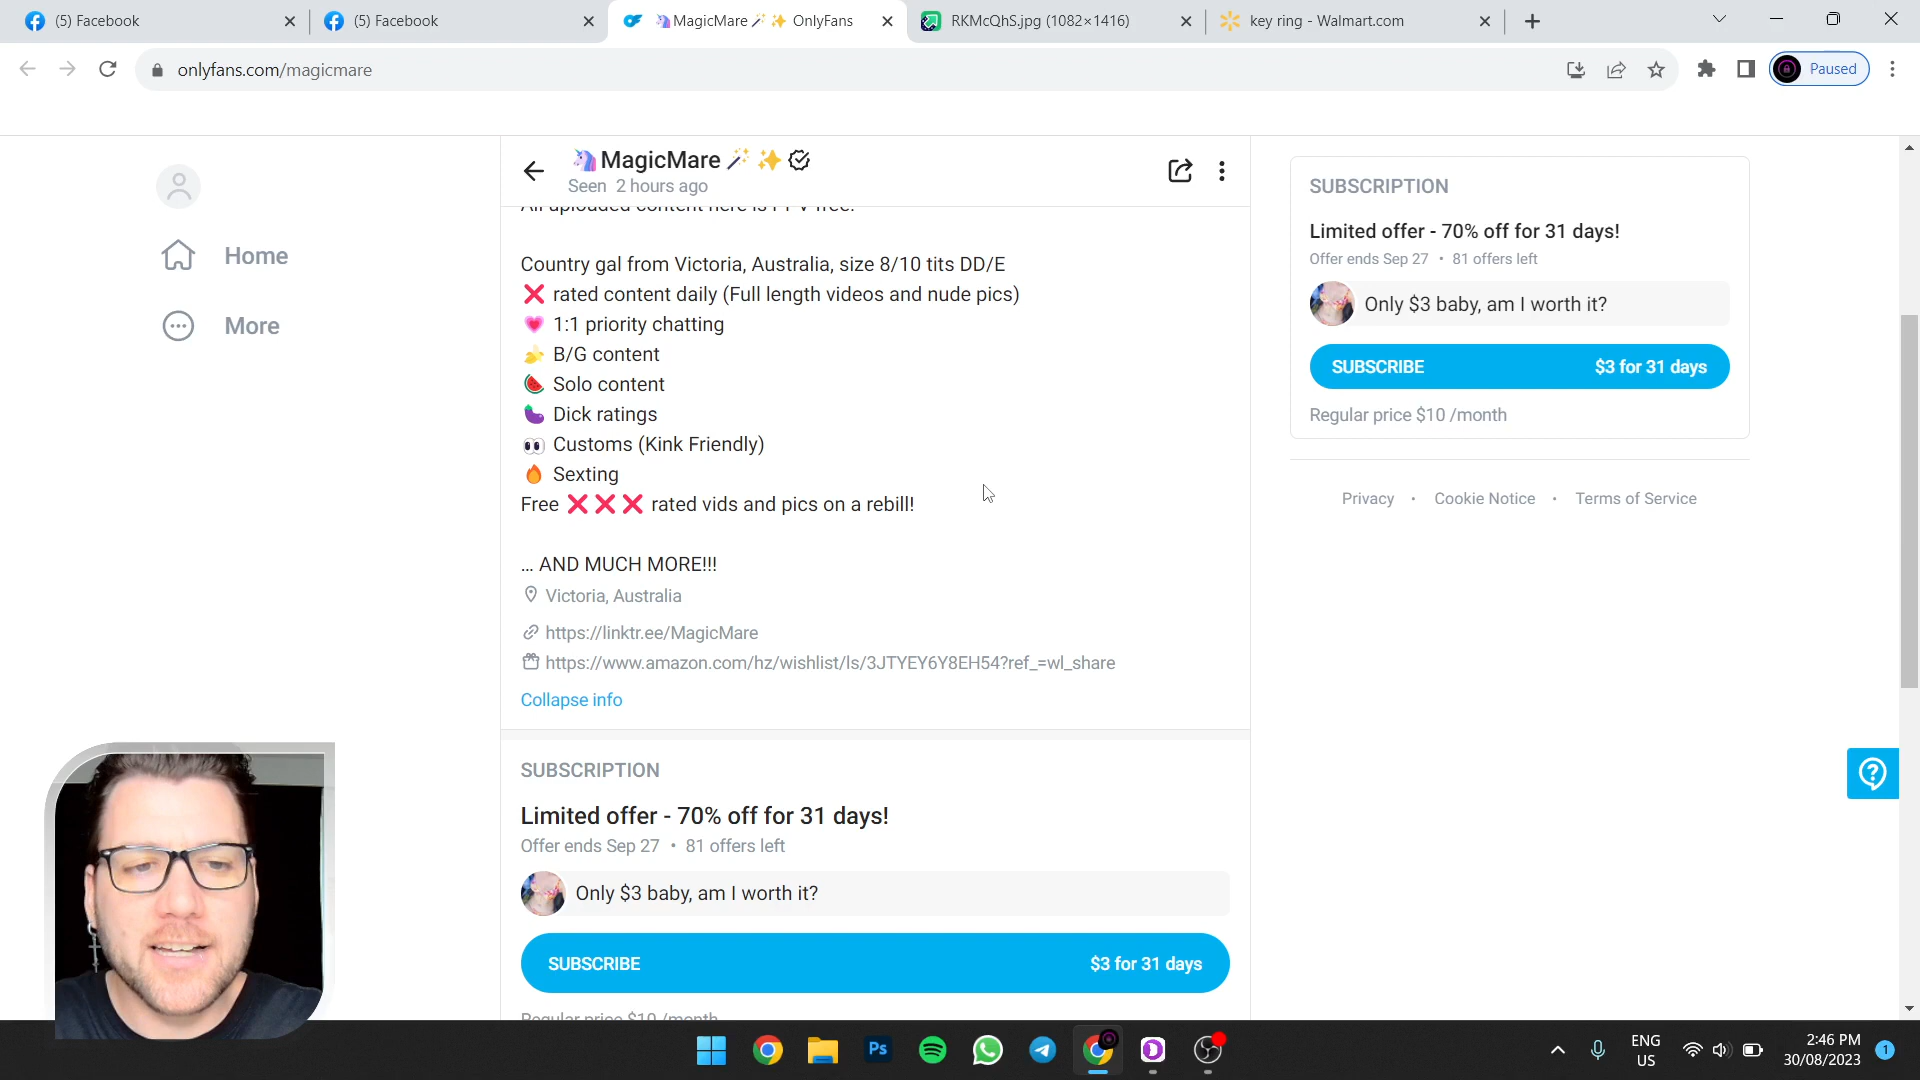 (5) Facebook
(5) Facebook
🦄MagicMare🪄✨ OnlyFans
RKMcQhS.jpg (1082×1416)
key ring - Walmart.com
onlyfans.com/magicmare
Paused
Home
More
🦄MagicMare🪄✨
Seen 2 hours ago
Country gal from Victoria, Australia, size 8/10 tits DD/E
❌ rated content daily (Full length videos and nude pics)
💗 1:1 priority chatting
🍌 B/G content
🍉 Solo content
🍆 Dick ratings
👀 Customs (Kink Friendly)
🔥 Sexting
Free ❌❌❌ rated vids and pics on a rebill!
... AND MUCH MORE!!!
Victoria, Australia
https://linktr.ee/MagicMare
https://www.amazon.com/hz/wishlist/ls/3JTYEY6Y8EH54?ref_=wl_share
Collapse info
SUBSCRIPTION
Limited offer - 70% off for 31 days!
Offer ends Sep 27 • 81 offers left
Only $3 baby, am I worth it?
SUBSCRIBE $3 for 31 days
Regular price $10 /month
SUBSCRIPTION
Limited offer - 70% off for 31 days!
Offer ends Sep 27 • 81 offers left
Only $3 baby, am I worth it?
SUBSCRIBE $3 for 31 days
Regular price $10 /month
Privacy · Cookie Notice · Terms of Service
Ps
ENG
US
2:46 PM
30/08/2023
1